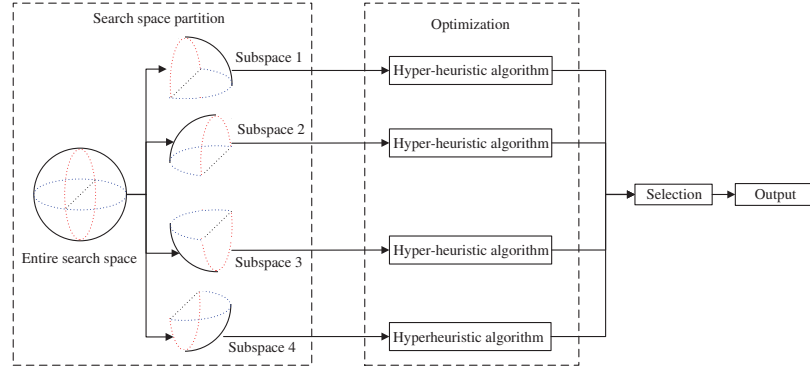 Search space partition
Optimization
Subspace 1
Hyper-heuristic algorithm
Subspace 2
Hyper-heuristic algorithm
Selection
Output
Entire search space
Subspace 3
Hyper-heuristic algorithm
Subspace 4
Hyperheuristic algorithm